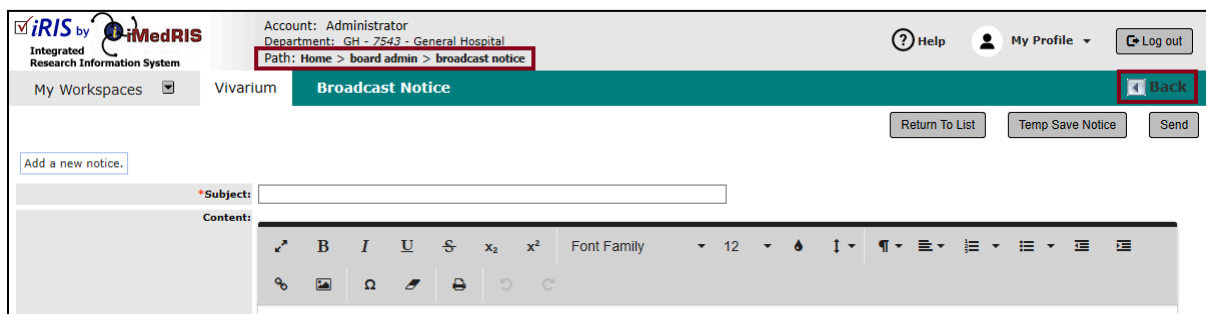 iRIS by iMedRIS
Integrated
Research Information System
Account: Administrator
Department: GH - 7543 - General Hospital
Path: Home > board admin > broadcast notice
Help
My Profile
Log out
My Workspaces
Vivarium
Broadcast Notice
Back
Return To List
Temp Save Notice
Send
Add a new notice.
*Subject:
Content:
B I U S x₂ x² Font Family 12 ¶
Ω